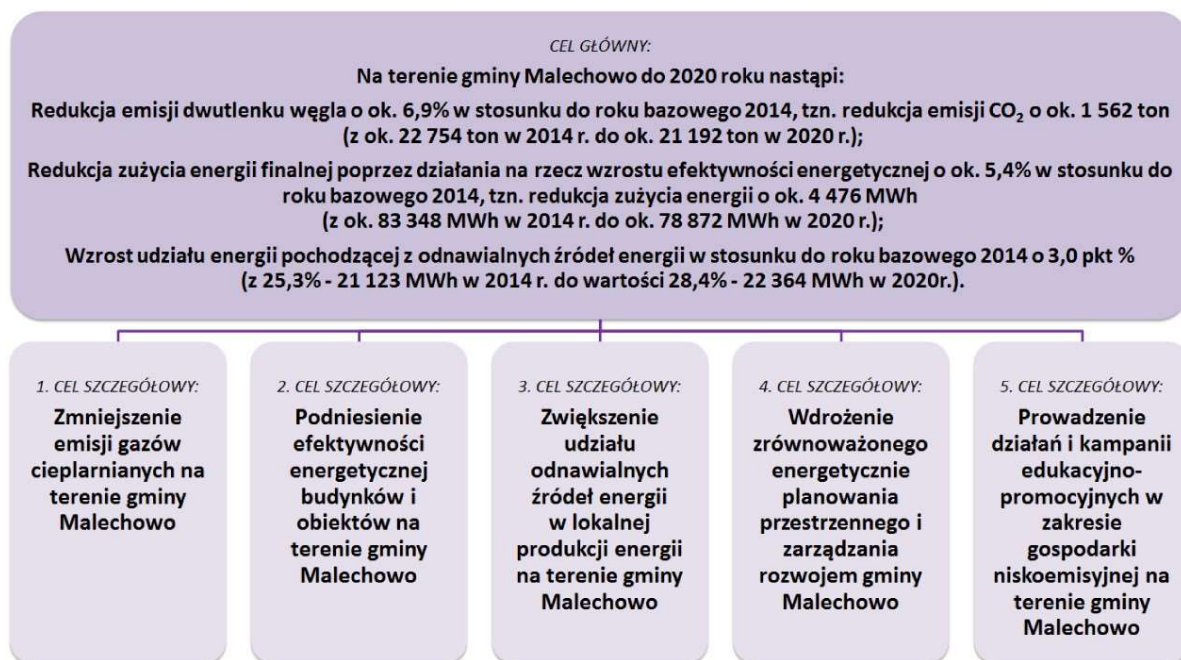 CEL GŁÓWNY:
Na terenie gminy Malechowo do 2020 roku nastąpi:
Redukcja emisji dwutlenku węgla o ok. 6,9% w stosunku do roku bazowego 2014, tzn. redukcja emisji CO₂ o ok. 1 562 ton
(z ok. 22 754 ton w 2014 r. do ok. 21 192 ton w 2020 r.);
Redukcja zużycia energii finalnej poprzez działania na rzecz wzrostu efektywności energetycznej o ok. 5,4% w stosunku do
roku bazowego 2014, tzn. redukcja zużycia energii o ok. 4 476 MWh
(z ok. 83 348 MWh w 2014 r. do ok. 78 872 MWh w 2020 r.);
Wzrost udziału energii pochodzącej z odnawialnych źródeł energii w stosunku do roku bazowego 2014 o 3,0 pkt %
(z 25,3% - 21 123 MWh w 2014 r. do wartości 28,4% - 22 364 MWh w 2020r.).
1. CEL SZCZEGÓŁOWY:
Zmniejszenie
emisji gazów
cieplarnianych na
terenie gminy
Malechowo
2. CEL SZCZEGÓŁOWY:
Podniesienie
efektywności
energetycznej
budynków i
obiektów na
terenie gminy
Malechowo
3. CEL SZCZEGÓŁOWY:
Zwiększenie
udziału
odnawialnych
źródeł energii
w lokalnej
produkcji energii
na terenie gminy
Malechowo
4. CEL SZCZEGÓŁOWY:
Wdrożenie
zrównoważonego
energetycznie
planowania
przestrzennego i
zarządzania
rozwojem gminy
Malechowo
5. CEL SZCZEGÓŁOWY:
Prowadzenie
działań i kampanii
edukacyjno-
promocyjnych w
zakresie
gospodarki
niskoemisyjnej na
terenie gminy
Malechowo